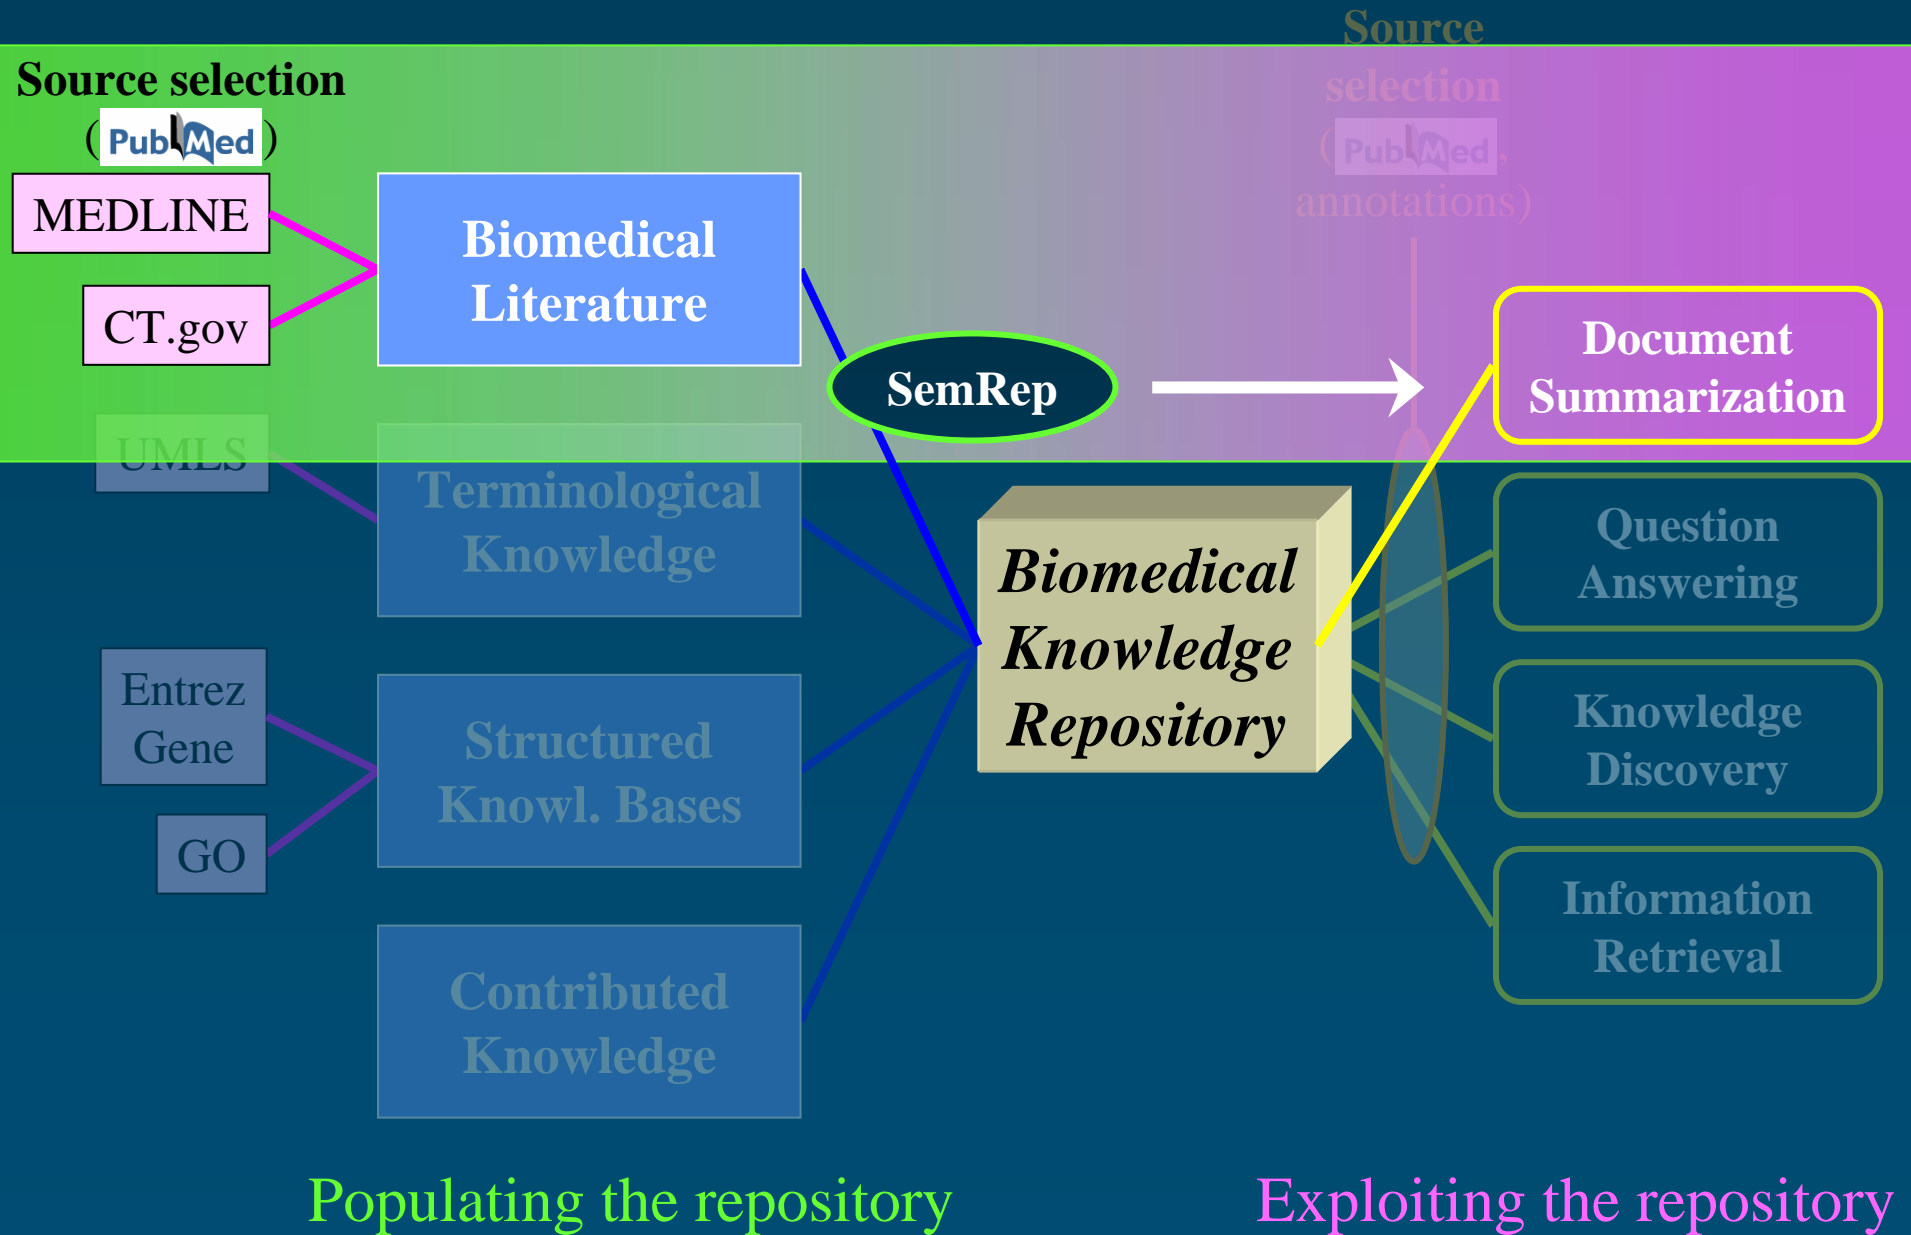 Source selection
(PubMed)
MEDLINE
CT.gov
UMLS
Entrez
Gene
GO
Biomedical
Literature
Terminological
Knowledge
Structured
Knowl. Bases
Contributed
Knowledge
SemRep
Biomedical
Knowledge
Repository
Source
selection
(PubMed,
annotations)
Document
Summarization
Question
Answering
Knowledge
Discovery
Information
Retrieval
Populating the repository
Exploiting the repository